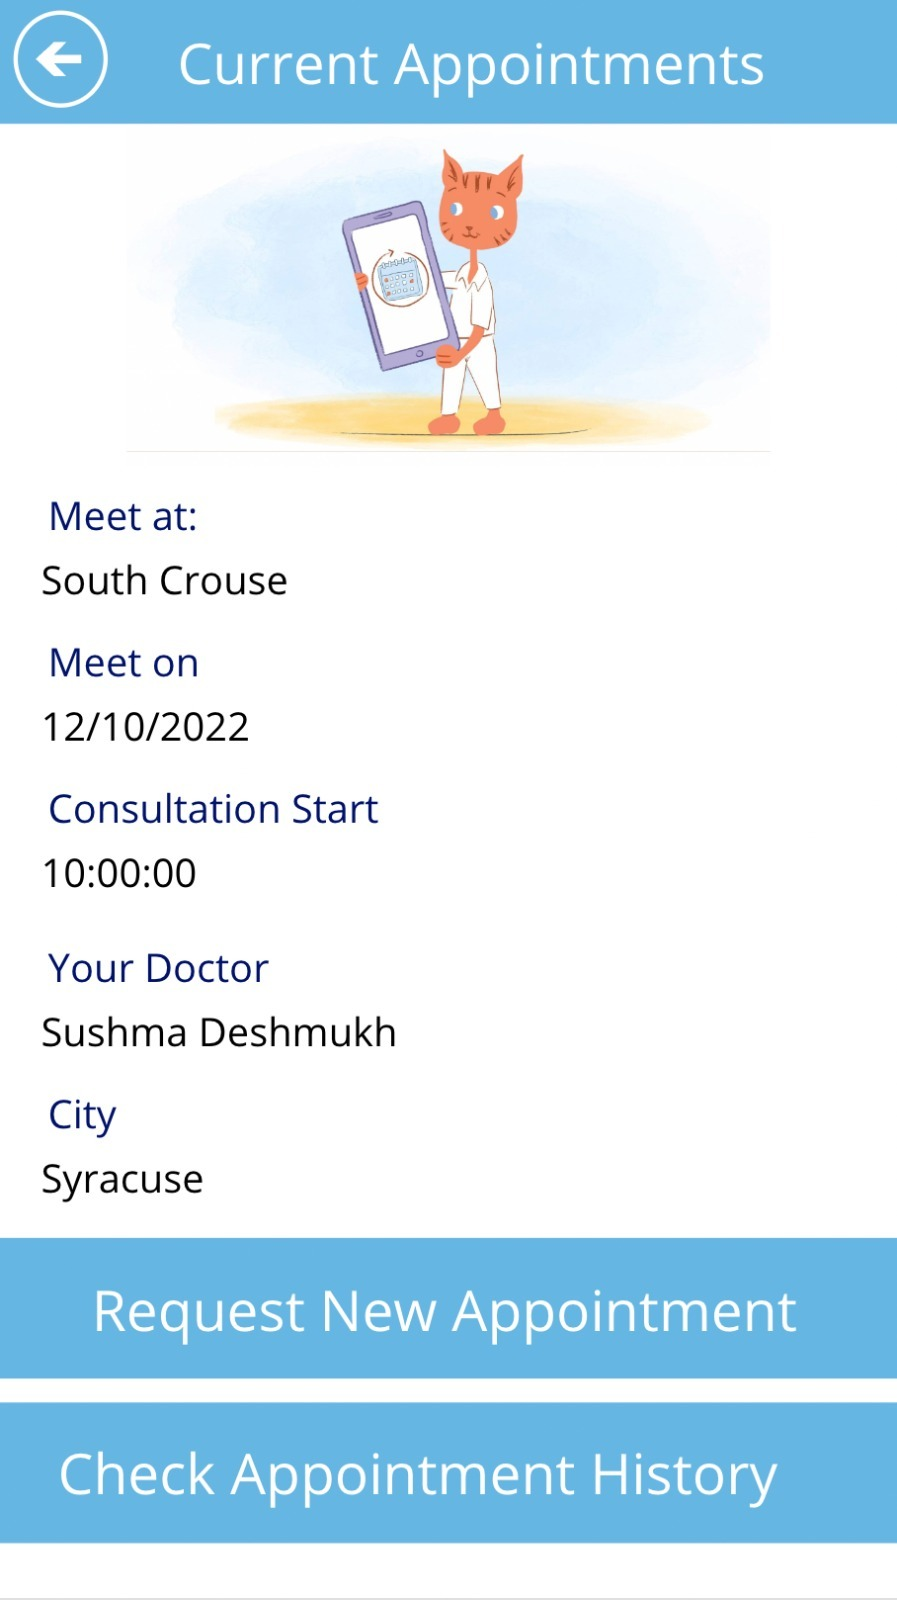 Current Appointments
Meet at:
South Crouse
Meet on
12/10/2022
Consultation Start
10:00:00
Your Doctor
Sushma Deshmukh
City
Syracuse
Request New Appointment
Check Appointment History